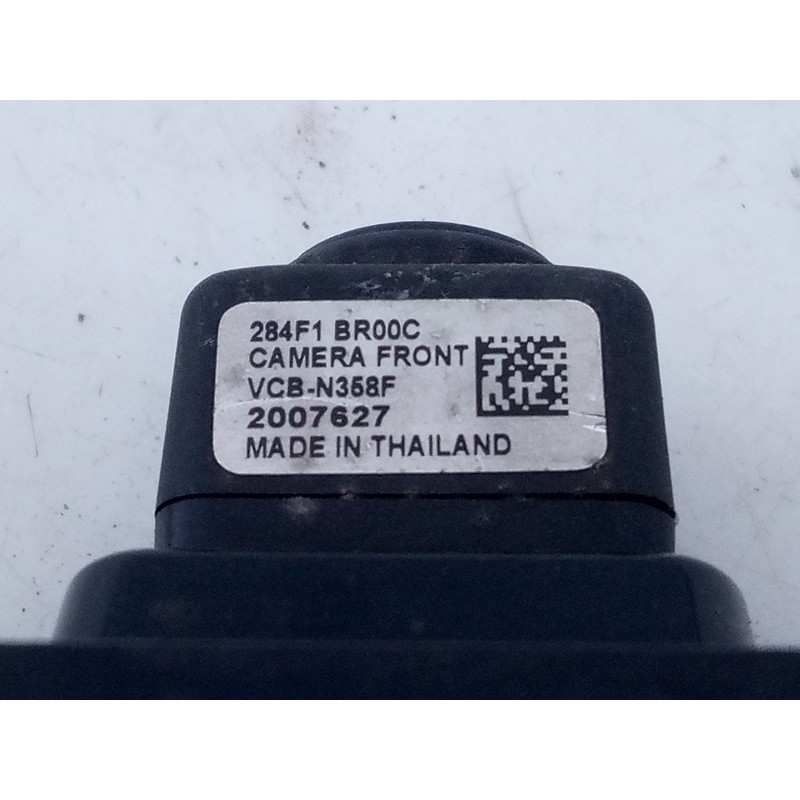 284F1 BR00C
CAMERA FRONT
VCB-N358F
2007627
MADE IN THAILAND